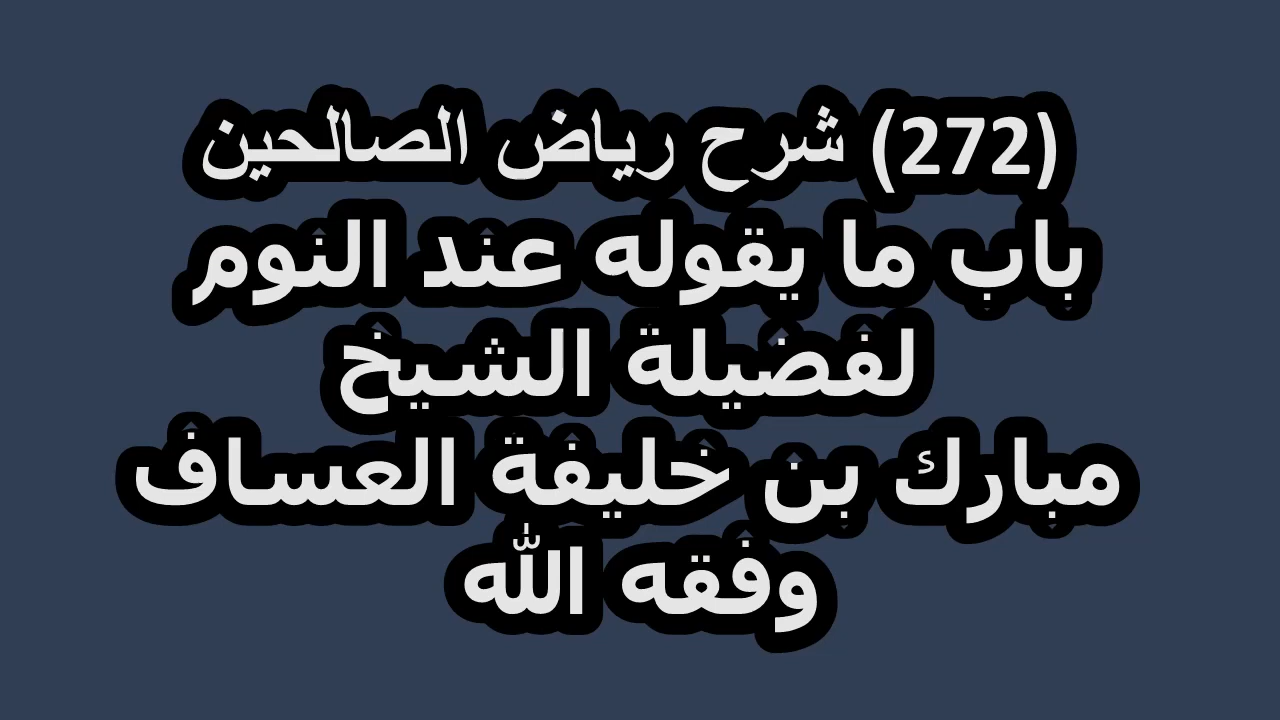 (272) شرح رياض الصالحين
باب ما يقوله عند النوم
لفضيلة الشيخ
مبارك بن خليفة العساف
وفقه الله